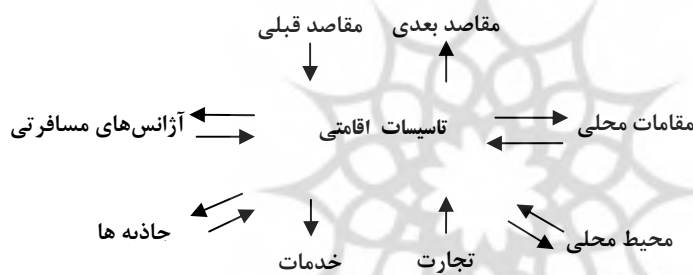 مقاصد بعدی
مقاصد قبلی
مقامات محلی
تاسیسات اقامتی
آژانس‌های مسافرتی
محیط محلی
جاذبه ها
تجارت
خدمات